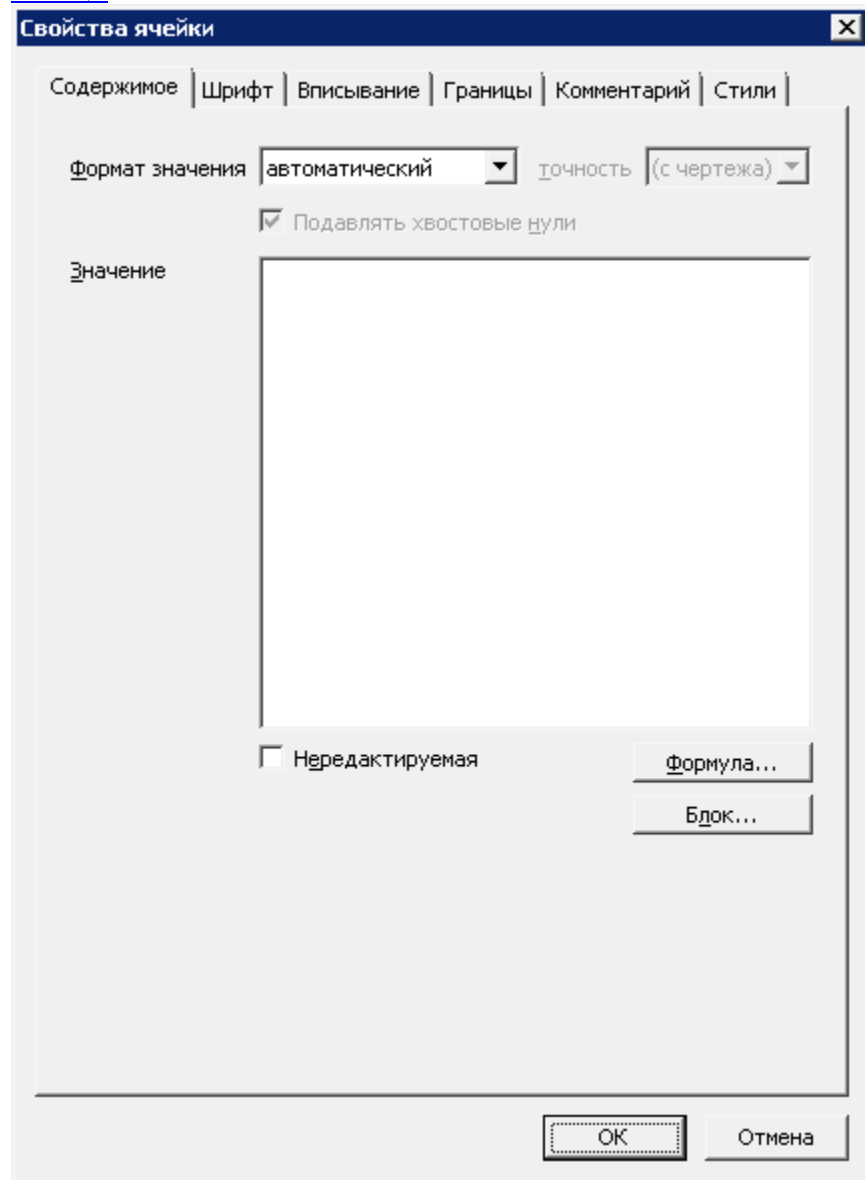 Свойства ячейки
Содержимое Шрифт Вписывание Границы Комментарий Стили
Формат значения автоматический точность (с чертежа)
Подавлять хвостовые нули
Значение
Нередактируемая Формула...
Блок...
ОК Отмена